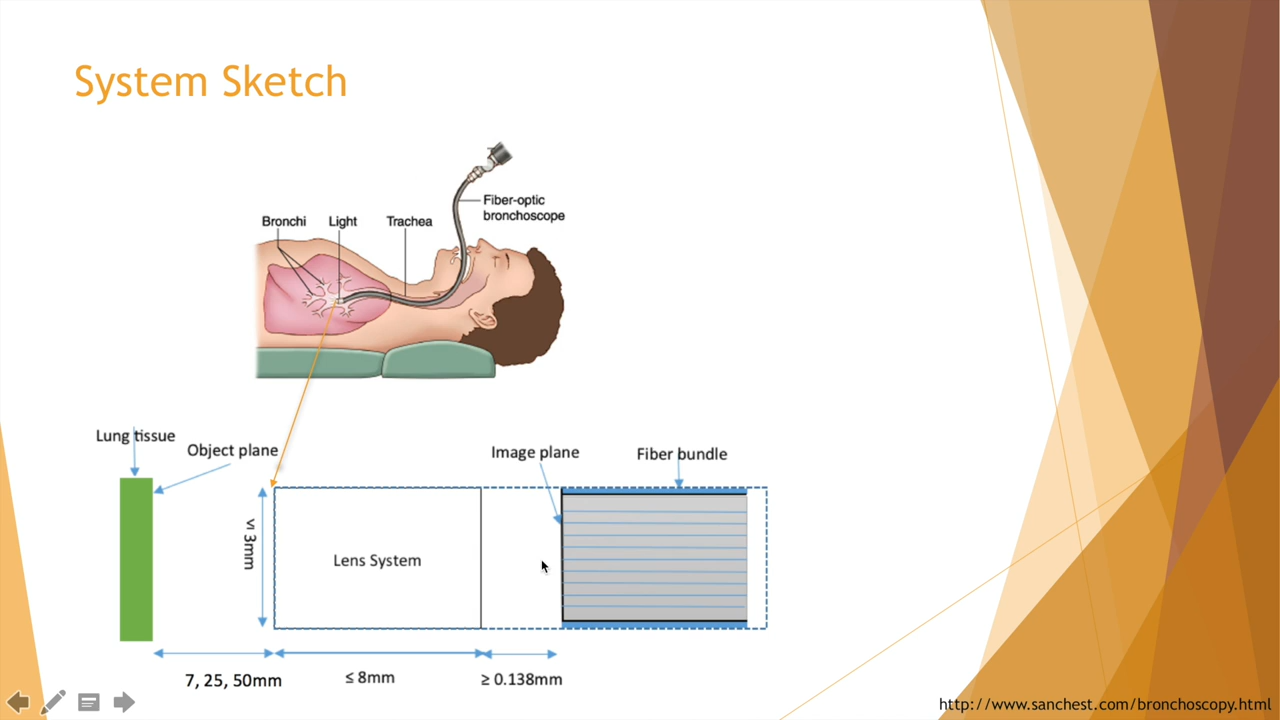 System Sketch
Fiber-optic
bronchoscope
Bronchi
Light
Trachea
Lung tissue
Object plane
Image plane
Fiber bundle
≤ 3mm
Lens System
7, 25, 50mm
≤ 8mm
≥ 0.138mm
http://www.sanchest.com/bronchoscopy.html